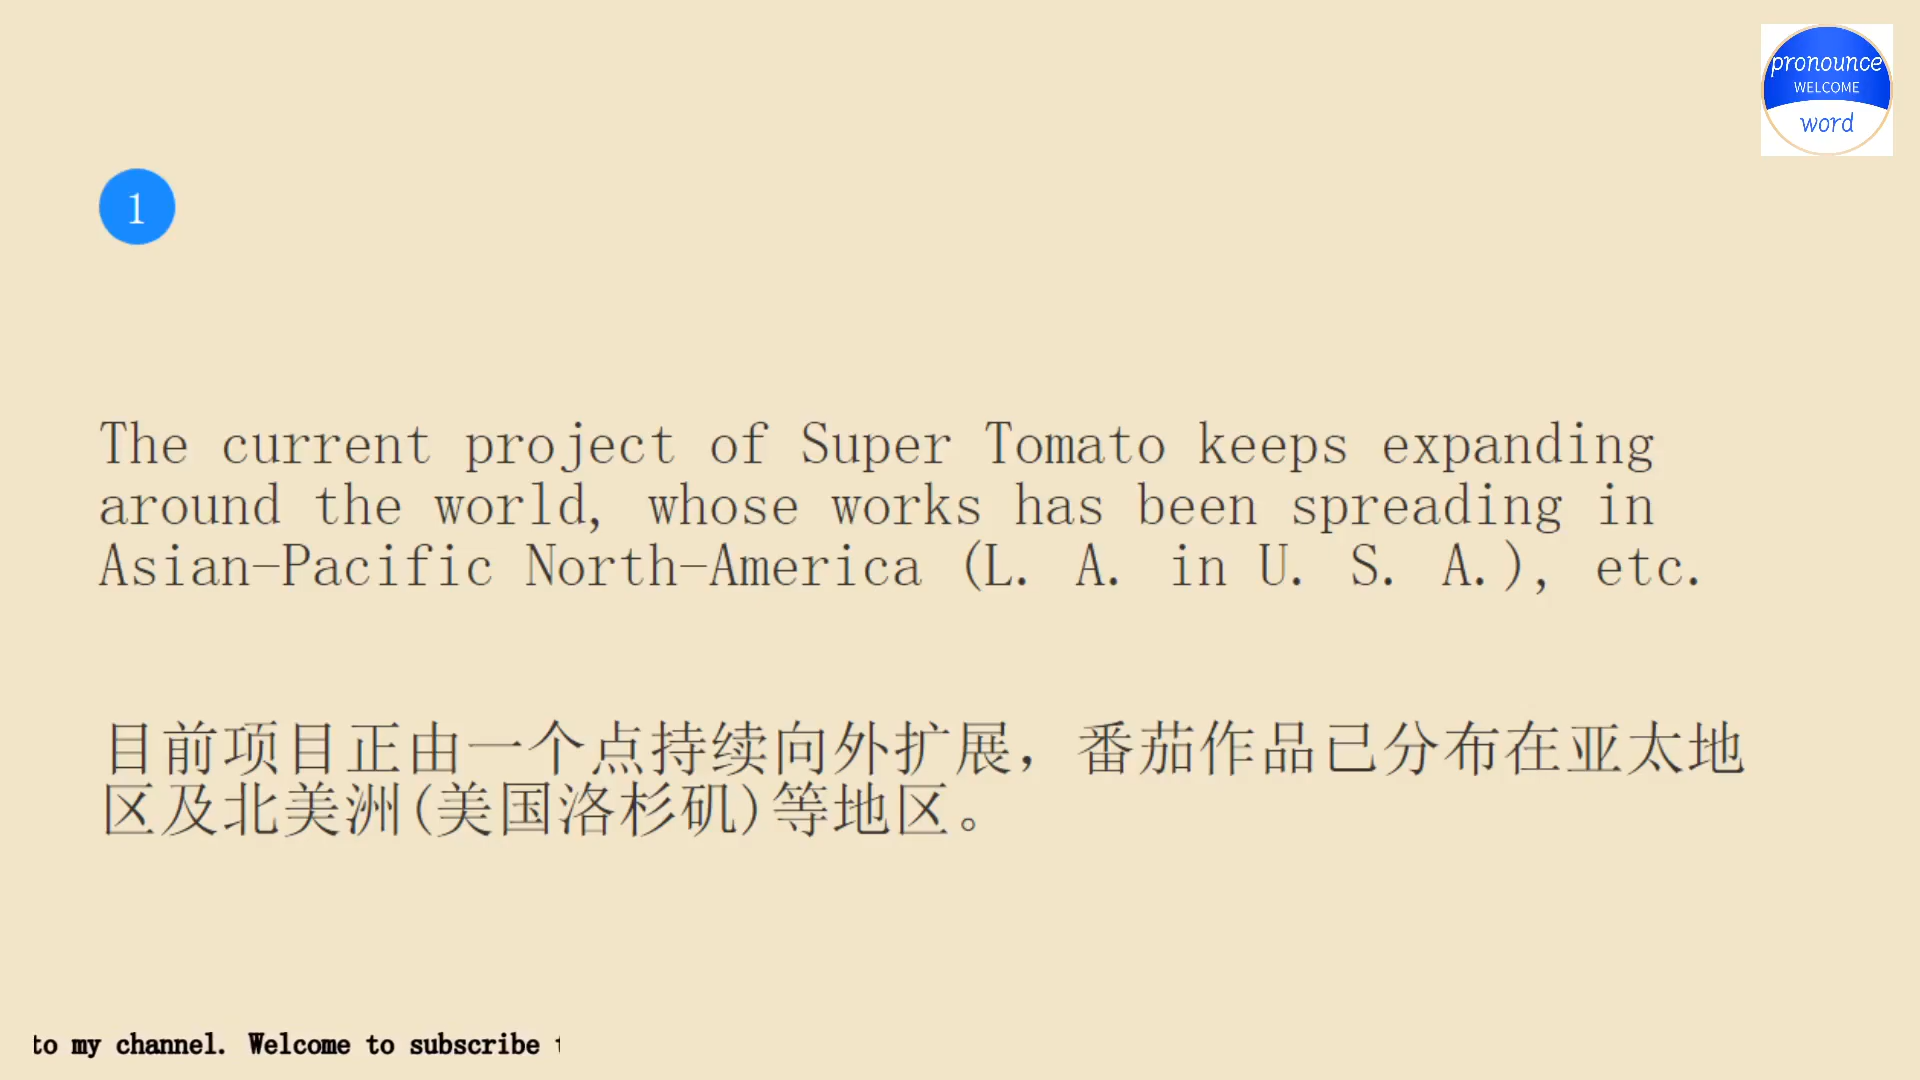 pronounce
WELCOME
word
1
The current project of Super Tomato keeps expanding
around the world, whose works has been spreading in
Asian-Pacific North-America (L. A. in U. S. A.), etc.
目前项目正由一个点持续向外扩展，番茄作品已分布在亚太地
区及北美洲(美国洛杉矶)等地区。
to my channel. Welcome to subscribe